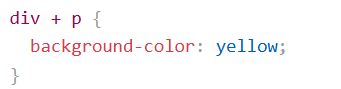 div + p {
  background-color: yellow;
}